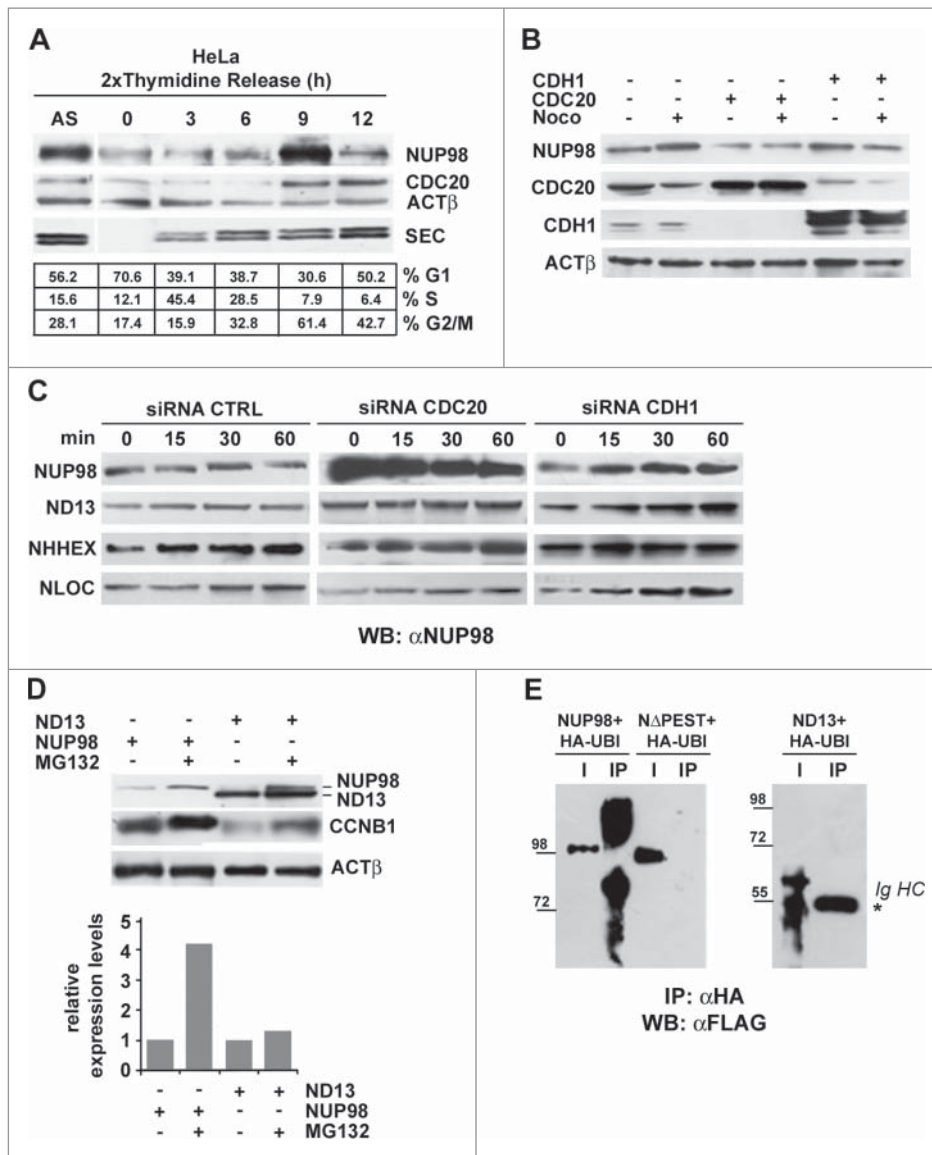 A
HeLa
2xThymidine Release (h)
AS 0 3 6 9 12
NUP98
CDC20
ACTβ
SEC
56.2 70.6 39.1 38.7 30.6 50.2 % G1
15.6 12.1 45.4 28.5 7.9 6.4 % S
28.1 17.4 15.9 32.8 61.4 42.7 % G2/M
B
CDH1 - - - - + +
CDC20 - - + + - -
Noco - + - + - +
NUP98
CDC20
CDH1
ACTβ
C
siRNA CTRL siRNA CDC20 siRNA CDH1
min 0 15 30 60 0 15 30 60 0 15 30 60
NUP98
ND13
NHHEX
NLOC
WB: αNUP98
D
ND13 - - + +
NUP98 + + - -
MG132 - + - +
NUP98
ND13
CCNB1
ACTβ
relative
expression levels
5
4
3
2
1
0
- - + + ND13
+ + - - NUP98
- + - + MG132
E
NUP98+ NΔPEST+ ND13+
HA-UBI HA-UBI HA-UBI
I IP I IP I IP
98
72
98
72
55
Ig HC
*
IP: αHA
WB: αFLAG